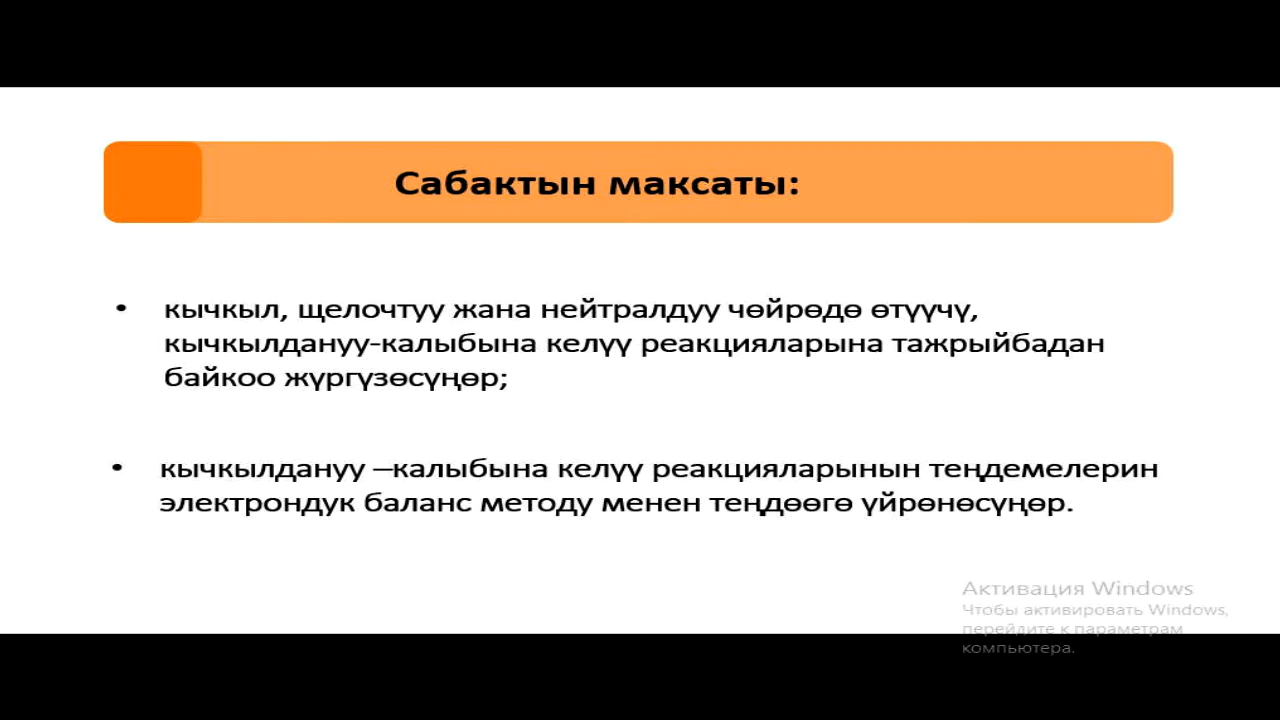 Сабактын максаты:
• кычкыл, щелочтуу жана нейтралдуу чөйрөдө өтүүчү,
кычкылдануу-калыбына келүү реакцияларына тажрыйбадан
байкоо жүргүзөсүңөр;
• кычкылдануу –калыбына келүү реакцияларынын теңдемелерин
электрондук баланс методу менен теңдөөгө үйрөнөсүңөр.
Активация Windows
Чтобы активировать Windows,
перейдите к параметрам
компьютера.